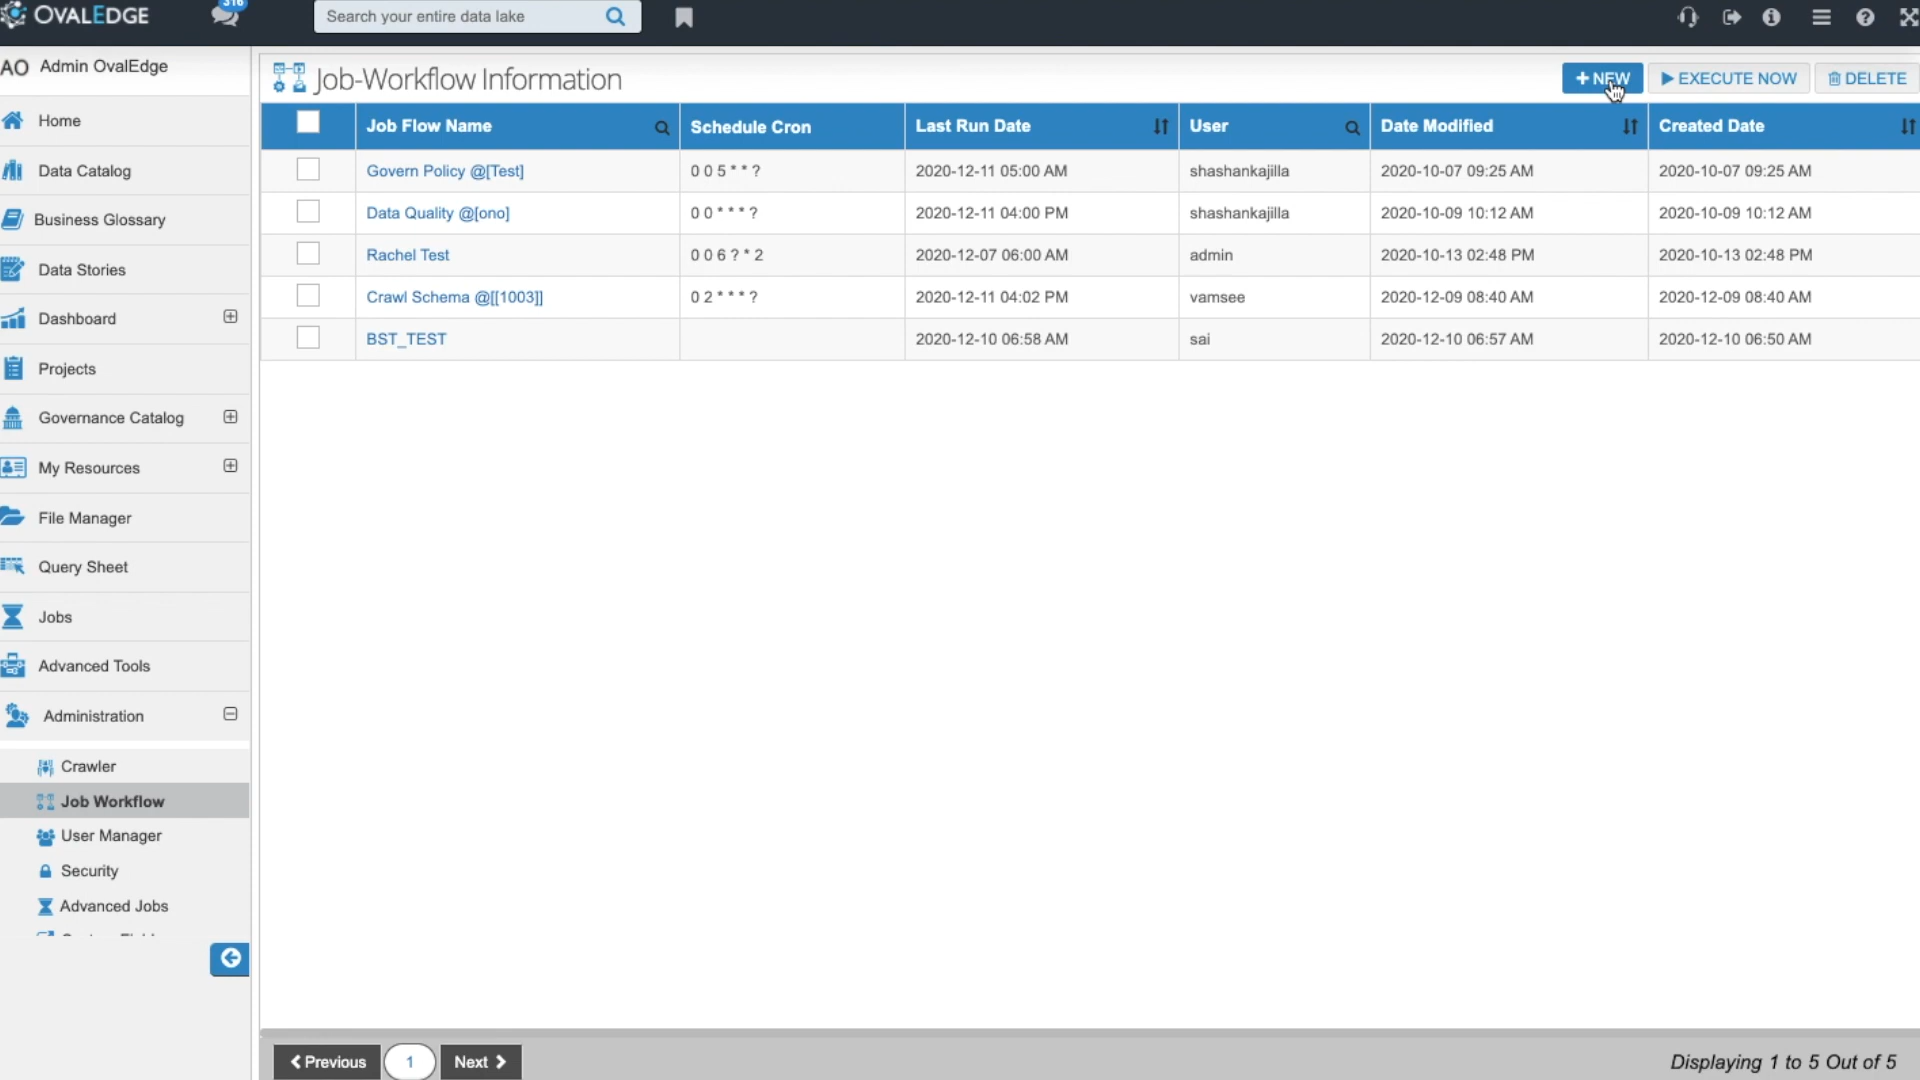 OVALEDGE
316
Search your entire data lake
AO Admin OvalEdge
Home
Data Catalog
Business Glossary
Data Stories
Dashboard
Projects
Governance Catalog
My Resources
File Manager
Query Sheet
Jobs
Advanced Tools
Administration
Crawler
Job Workflow
User Manager
Security
Advanced Jobs
Job-Workflow Information
+ NEW
EXECUTE NOW
DELETE
Job Flow Name Schedule Cron Last Run Date User Date Modified Created Date
Govern Policy @[Test] 0 0 5 * * ? 2020-12-11 05:00 AM shashankajilla 2020-10-07 09:25 AM 2020-10-07 09:25 AM
Data Quality @[ono] 0 0 * * * ? 2020-12-11 04:00 PM shashankajilla 2020-10-09 10:12 AM 2020-10-09 10:12 AM
Rachel Test 0 0 6 ? * 2 2020-12-07 06:00 AM admin 2020-10-13 02:48 PM 2020-10-13 02:48 PM
Crawl Schema @[[1003]] 0 2 * * * ? 2020-12-11 04:02 PM vamsee 2020-12-09 08:40 AM 2020-12-09 08:40 AM
BST_TEST 2020-12-10 06:58 AM sai 2020-12-10 06:57 AM 2020-12-10 06:50 AM
Previous 1 Next
Displaying 1 to 5 Out of 5